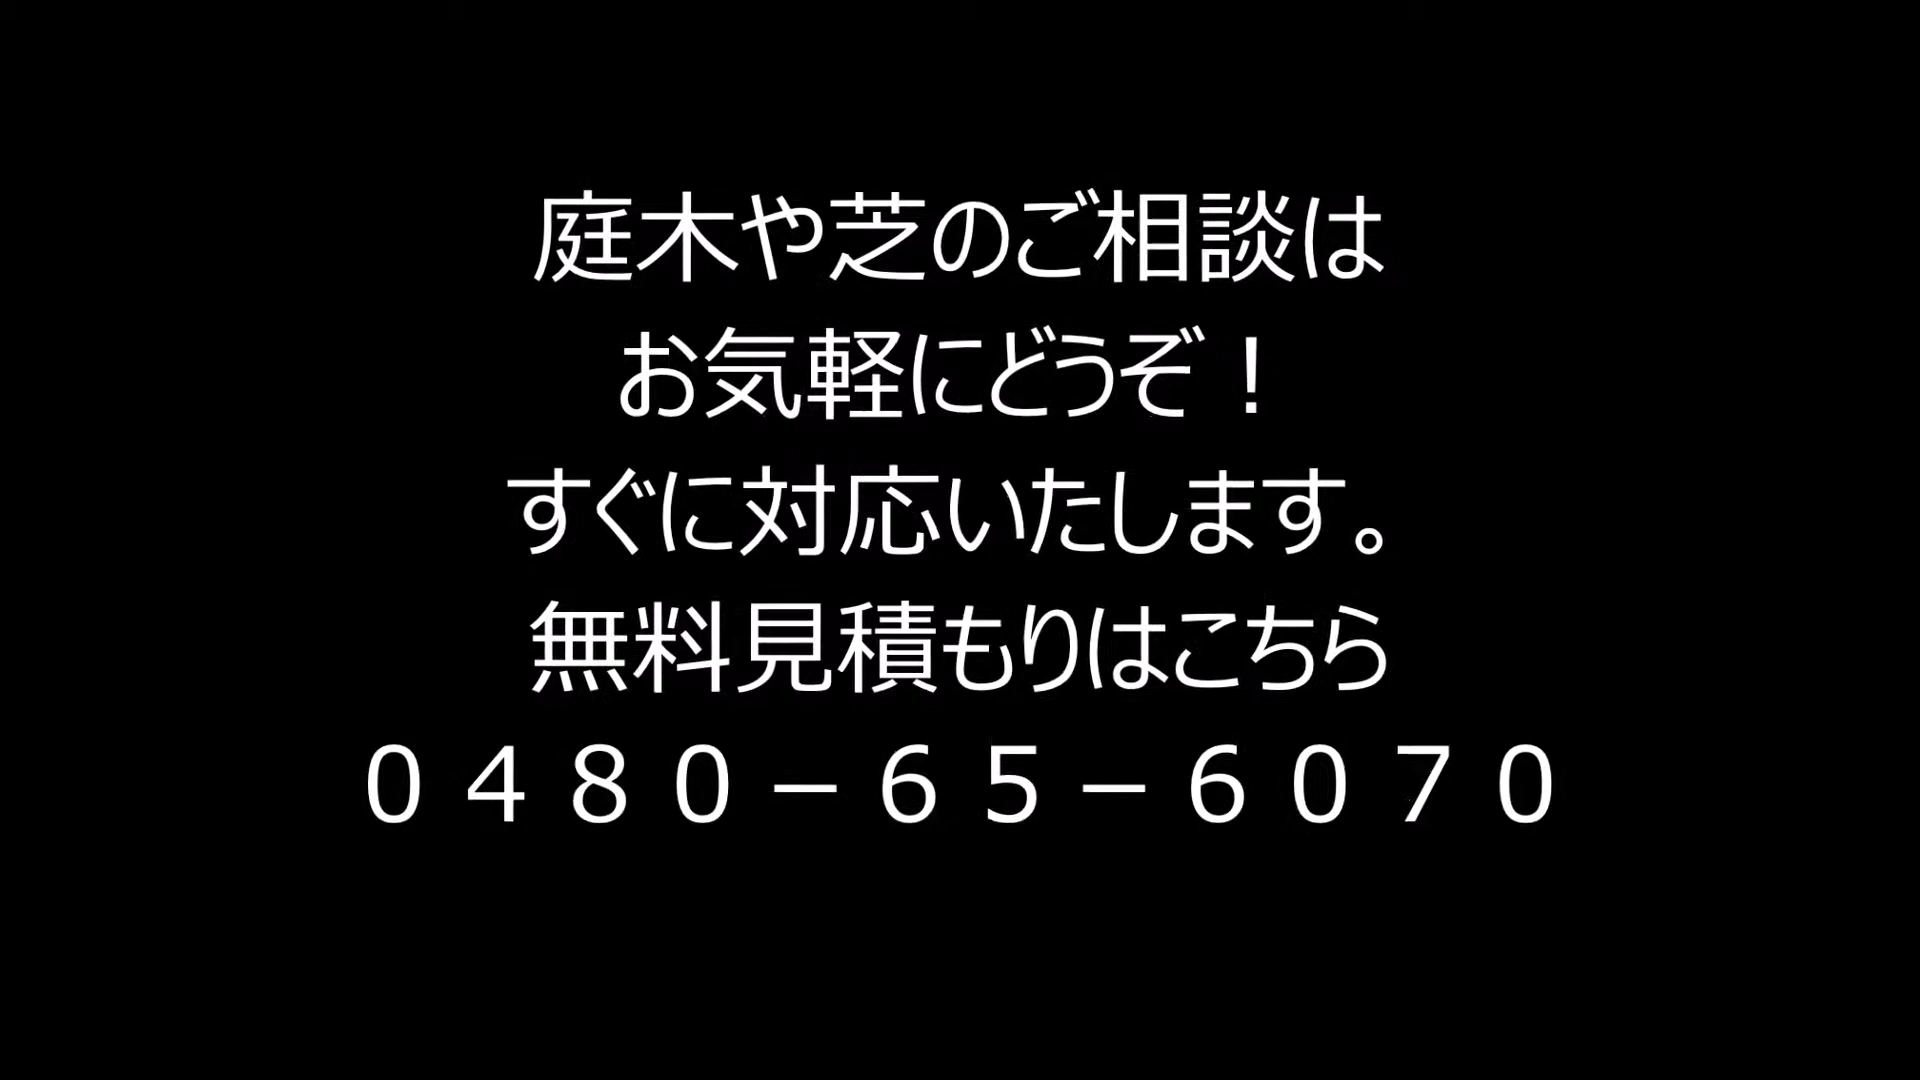 庭木や芝のご相談は
お気軽にどうぞ！
すぐに対応いたします。
無料見積もりはこちら
０４８０－６５－６０７０